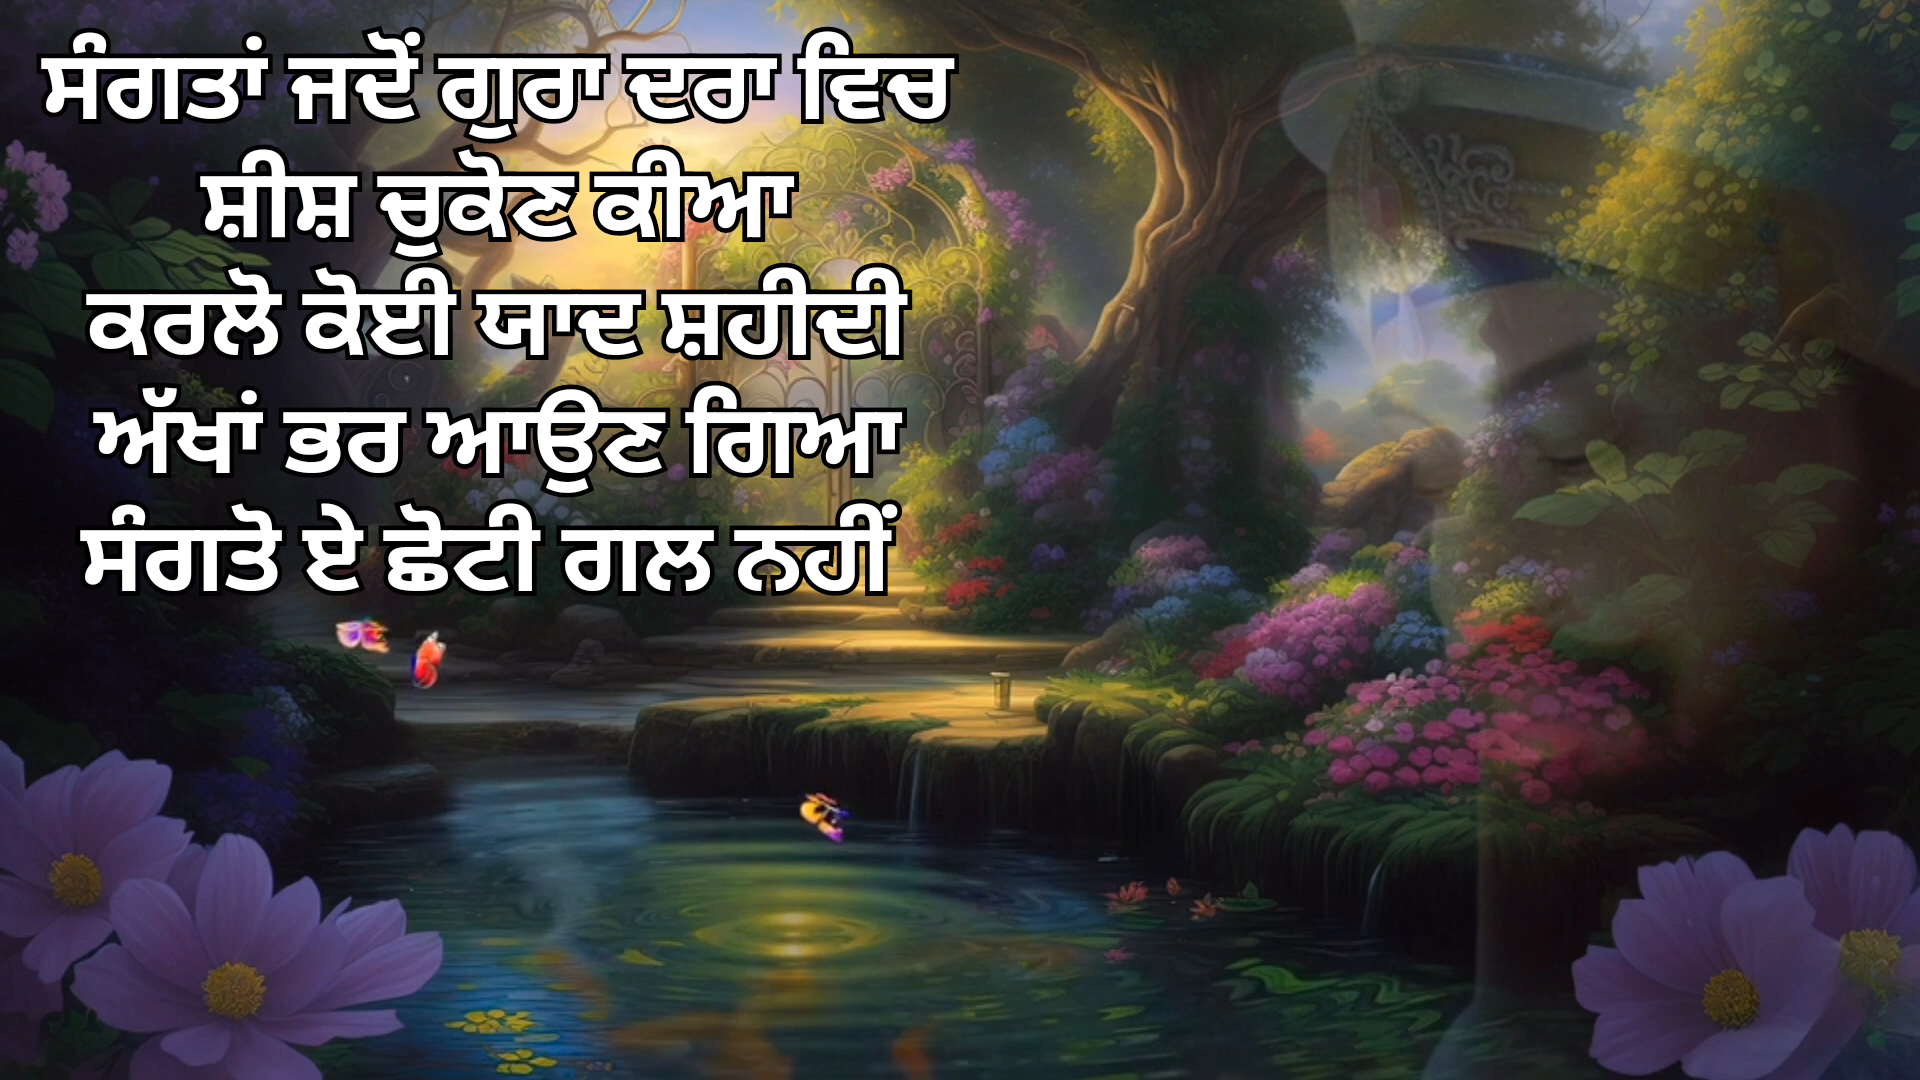 ਸੰਗਤਾਂ ਜਦੋਂ ਗੁਰਾ ਦਰਾ ਵਿਚ
ਸ਼ੀਸ਼ ਚੁਕੋਣ ਕੀਆ
ਕਰਲੋ ਕੋਈ ਯਾਦ ਸ਼ਹੀਦੀ
ਅੱਖਾਂ ਭਰ ਆਉਣ ਗਿਆ
ਸੰਗਤੋ ਏ ਛੋਟੀ ਗਲ ਨਹੀਂ